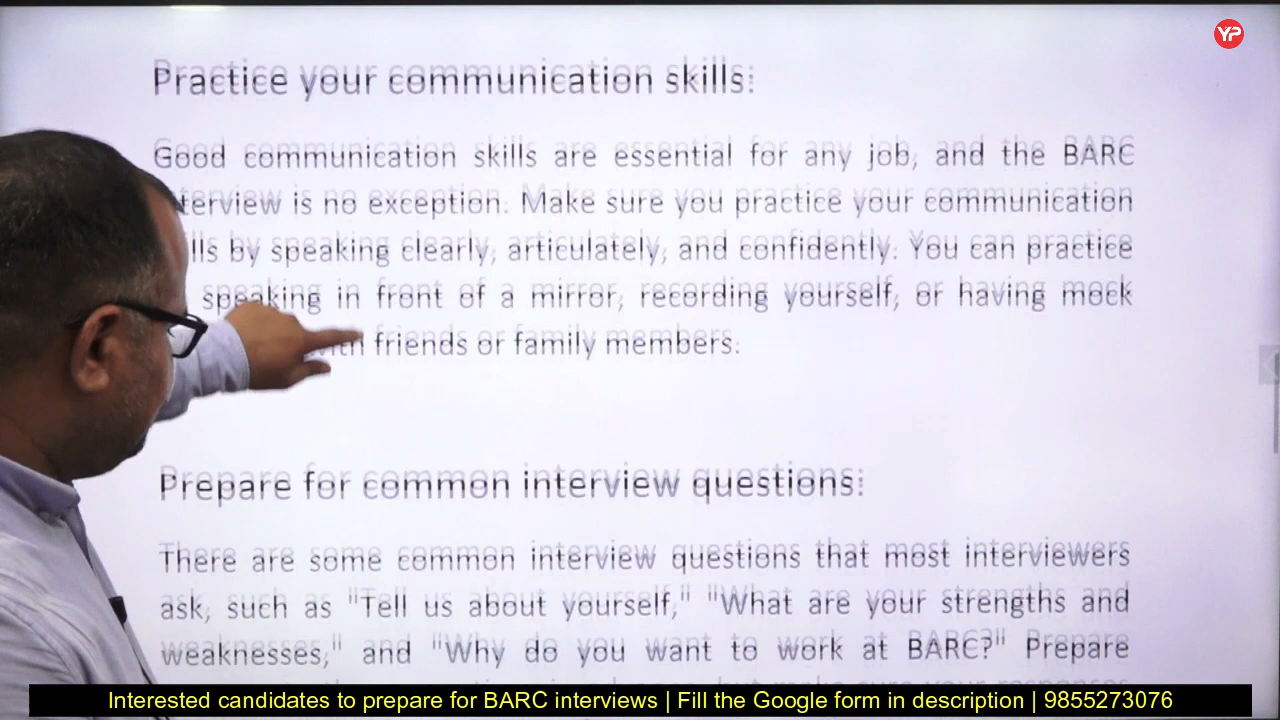 YP
Practice your communication skills:
Good communication skills are essential for any job, and the BARC
terview is no exception. Make sure you practice your communication
lls by speaking clearly, articulately, and confidently. You can practice
speaking in front of a mirror, recording yourself, or having mock
friends or family members.
Prepare for common interview questions:
There are some common interview questions that most interviewers
ask, such as "Tell us about yourself," "What are your strengths and
weaknesses," and "Why do you want to work at BARC?" Prepare
Interested candidates to prepare for BARC interviews | Fill the Google form in description | 9855273076